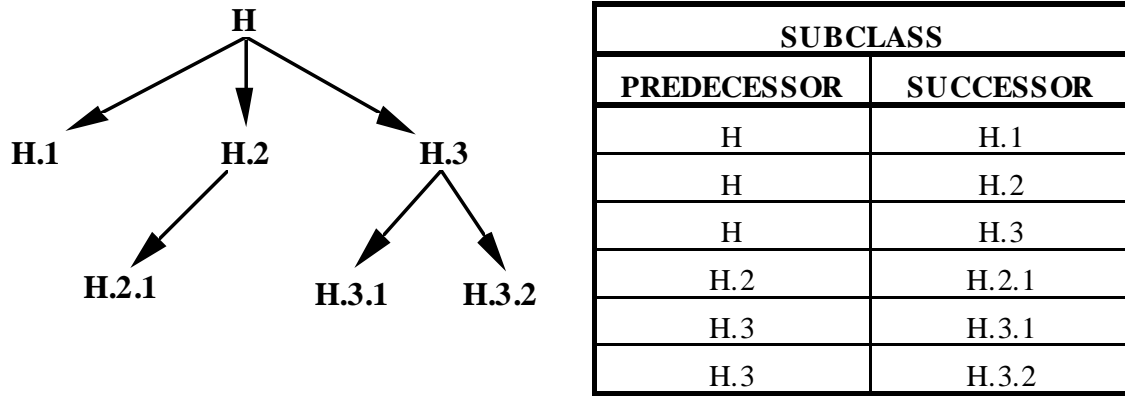 H
H.1 H.2 H.3
H.2.1 H.3.1 H.3.2
SUBCLASS
PREDECESSOR SUCCESSOR
H H.1
H H.2
H H.3
H.2 H.2.1
H.3 H.3.1
H.3 H.3.2